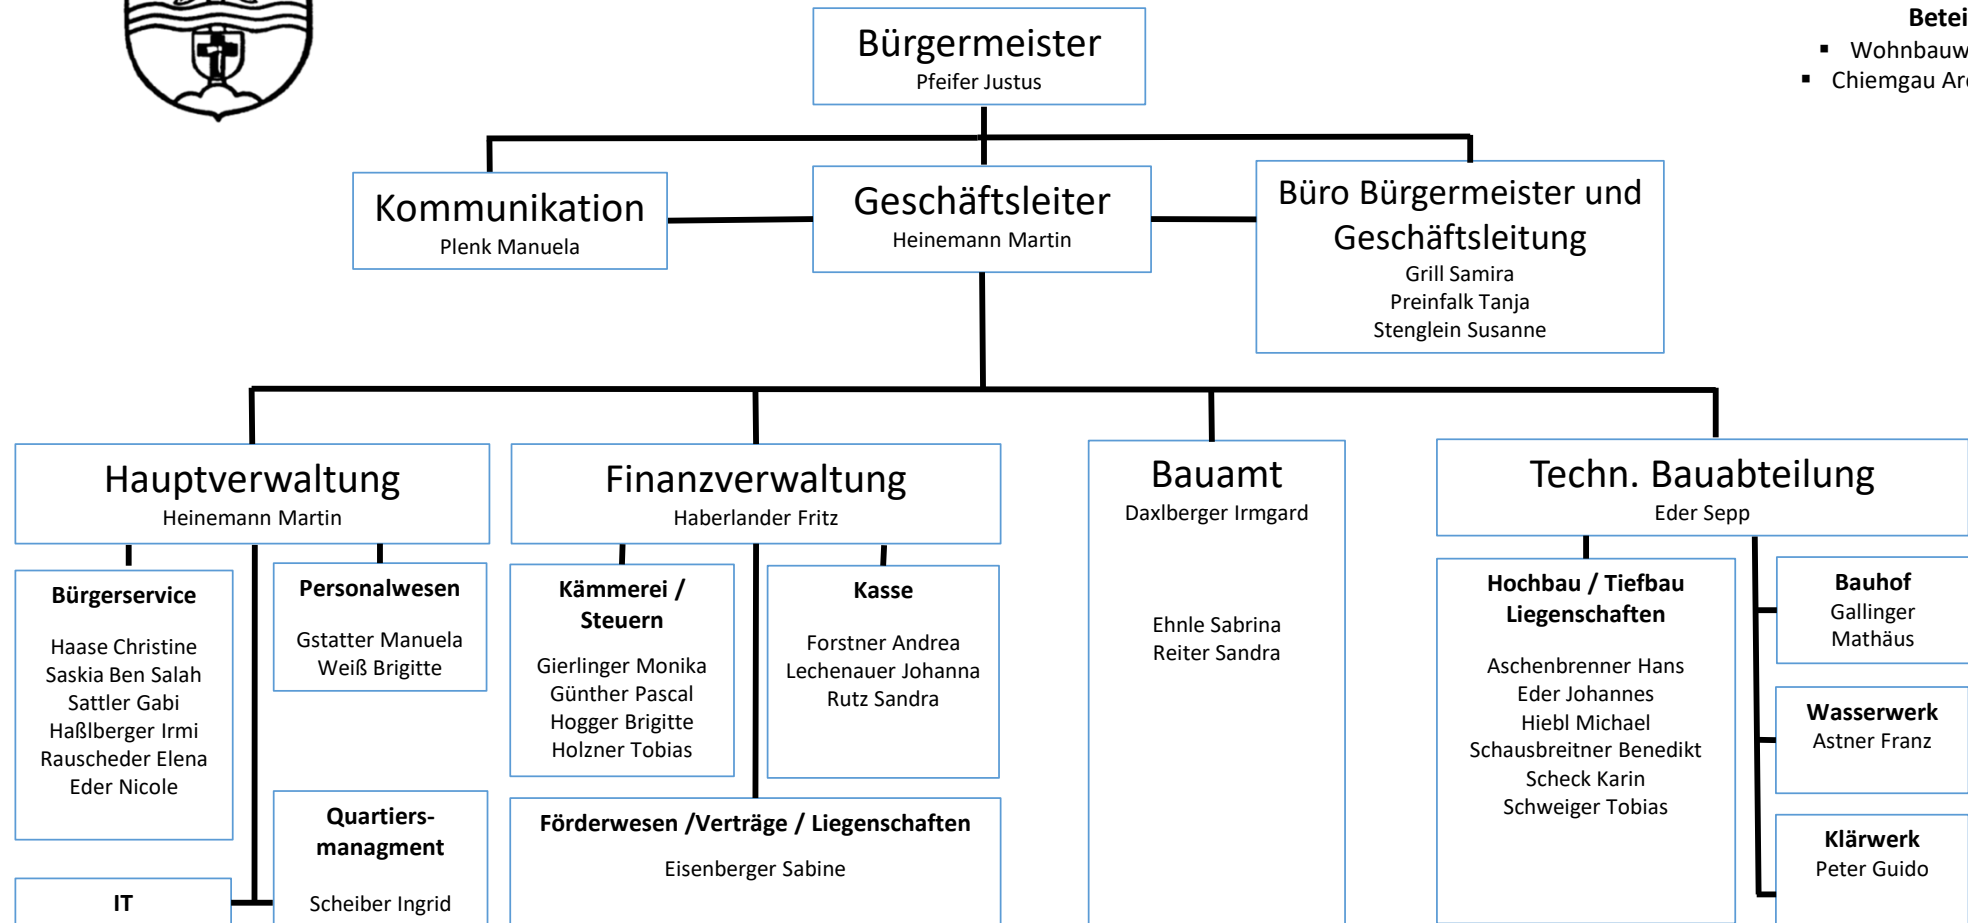 Bürgermeister
Pfeifer Justus
▪ Wohnbauw
▪ Chiemgau
Kommunikation
Plenk Manuela
Geschäftsleiter
Heinemann Martin
Büro Bürgermeister und
Geschäftsleitung
Grill Samira
Preinfalk Tanja
Stenglein Susanne
Hauptverwaltung
Heinemann Martin
Bürgerservice
Haase Christine
Saskia Ben Salah
Sattler Gabi
Haßlberger Irmi
Rauscheder Elena
Eder Nicole
Personalwesen
Gstatter Manuela
Weiß Brigitte
Quartiers-
managment
Scheiber Ingrid
IT
Finanzverwaltung
Haberlander Fritz
Kämmerei /
Steuern
Gierlinger Monika
Günther Pascal
Hogger Brigitte
Holzner Tobias
Kasse
Forstner Andrea
Lechenauer Johanna
Rutz Sandra
Förderwesen /Verträge / Liegenschaften
Eisenberger Sabine
Bauamt
Daxlberger Irmgard
Ehnle Sabrina
Reiter Sandra
Techn. Bauabteilung
Eder Sepp
Hochbau / Tiefbau
Liegenschaften
Aschenbrenner Hans
Eder Johannes
Hiebl Michael
Schausbreitner Benedikt
Scheck Karin
Schweiger Tobias
Bauhof
Gallinger
Mathäus
Wasserwerk
Astner Franz
Klärwerk
Peter Guido